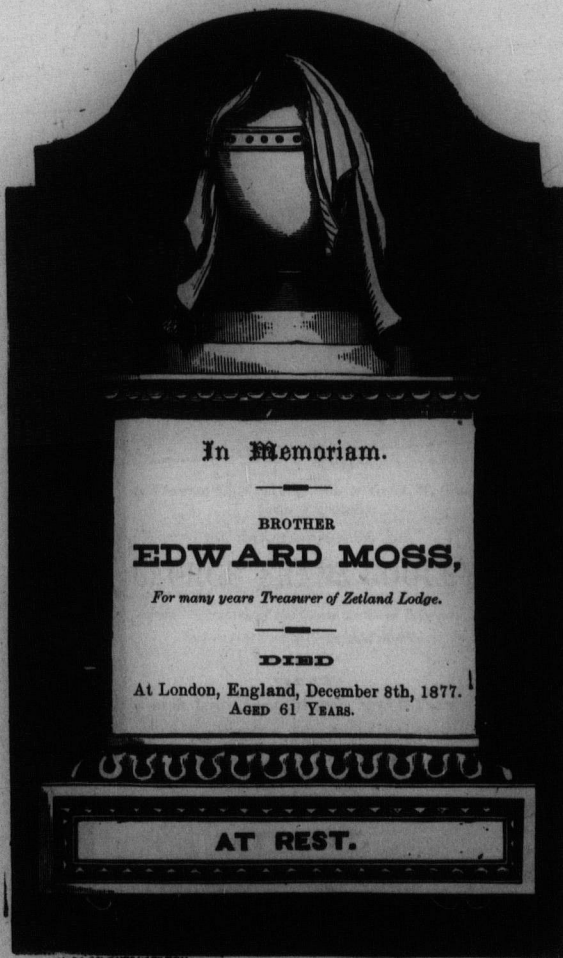 In Memoriam.
BROTHER
EDWARD MOSS,
For many years Treasurer of Zetland Lodge.
DIED
At London, England, December 8th, 1877.
AGED 61 YEARS.
AT REST.